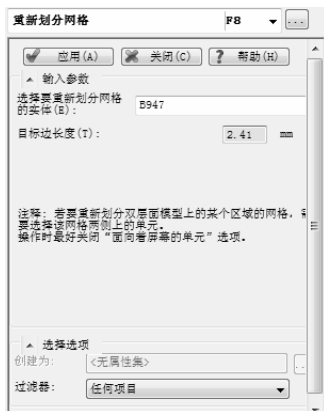 重新划分网格 F8 ...
应用(A) 关闭(C) ? 帮助(H)
输入参数
选择要重新划分网格
的实体(E): B947
目标边长度(T): 2.41 mm
注释: 若要重新划分双层面模型上的某个区域的网格,
要选择该网格两侧上的单元。
操作时最好关闭“面向着屏幕的单元”选项。
选择选项
创建为: <无属性集> ..
过滤器: 任何项目